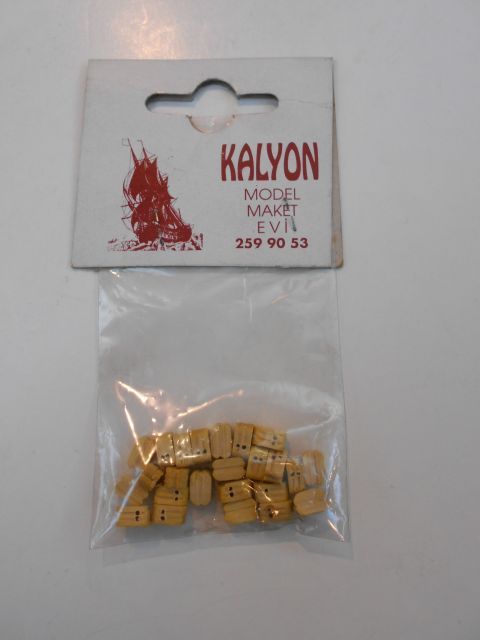 KALYON
MODEL
MAKET
EVİ
259 90 53